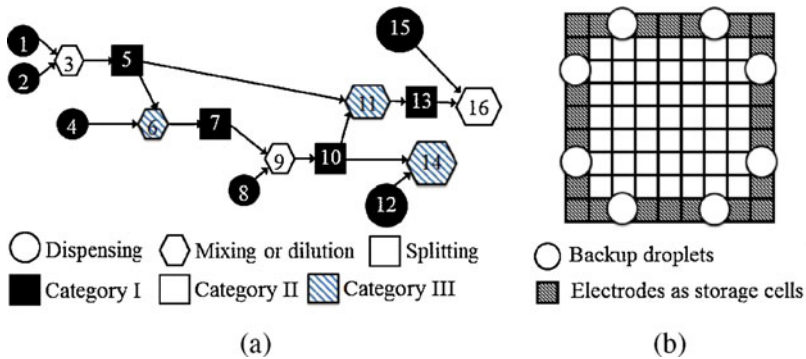 15
1
5
3
2
11
13
16
4
6
7
9
10
14
8
12
Dispensing Mixing or dilution Splitting
Category I Category II Category III
(a)
Backup droplets
Electrodes as storage cells
(b)